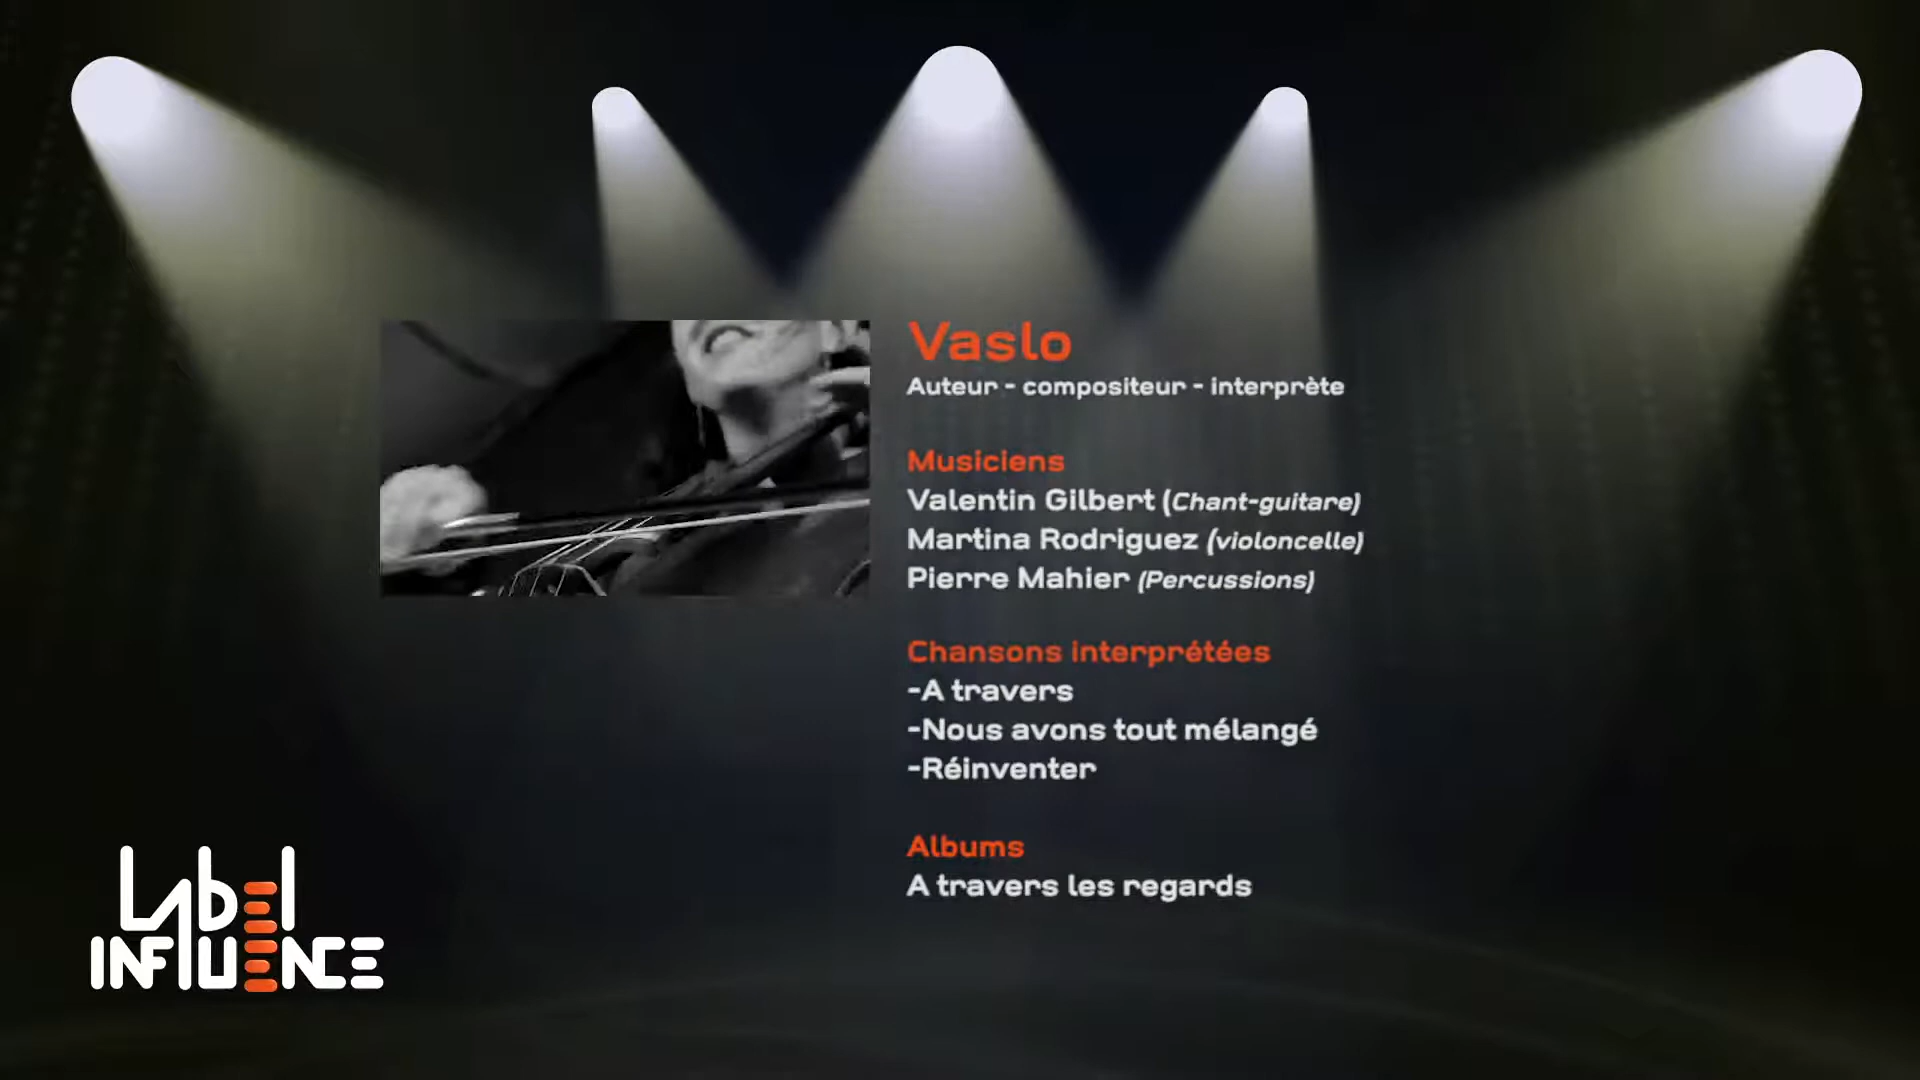 Vaslo
Auteur - compositeur - interprète
Musiciens
Valentin Gilbert (Chant-guitare)
Martina Rodriguez (violoncelle)
Pierre Mahier (Percussions)
Chansons interprétées
-A travers
-Nous avons tout mélangé
-Réinventer
Albums
A travers les regards
Label
INFLUENCE